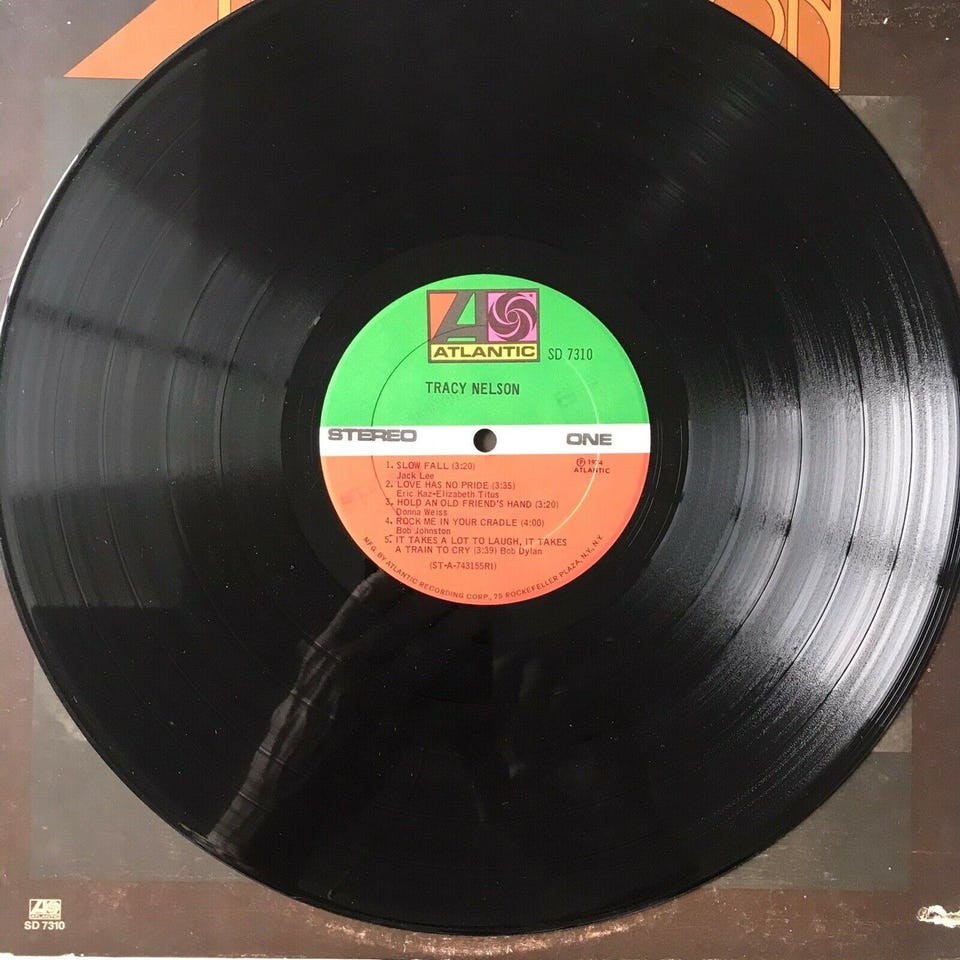 ATLANTIC
SD 7310
TRACY NELSON
STEREO
ONE
℗ 1974
ATLANTIC
1. SLOW FALL (3:20)
Jack Lee
2. LOVE HAS NO PRIDE (3:35)
Eric Kaz-Elizabeth Titus
3. HOLD AN OLD FRIEND'S HAND (3:20)
Donna Weiss
4. ROCK ME IN YOUR CRADLE (4:00)
Bob Johnston
5. IT TAKES A LOT TO LAUGH, IT TAKES
A TRAIN TO CRY (3:39) Bob Dylan
(ST-A-743155RI)
MFG. BY ATLANTIC RECORDING CORP., 75 ROCKEFELLER PLAZA, N.Y., N.Y.
ATLANTIC
SD 7310